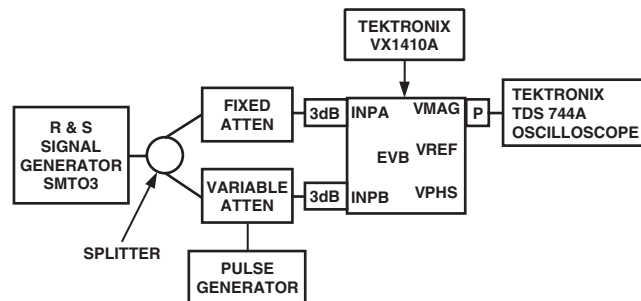 TEKTRONIX
VX1410A
R & S
SIGNAL
GENERATOR
SMTO3
SPLITTER
FIXED
ATTEN
VARIABLE
ATTEN
PULSE
GENERATOR
3dB
3dB
INPA
VMAG
EVB
VREF
INPB
VPHS
P
TEKTRONIX
TDS 744A
OSCILLOSCOPE